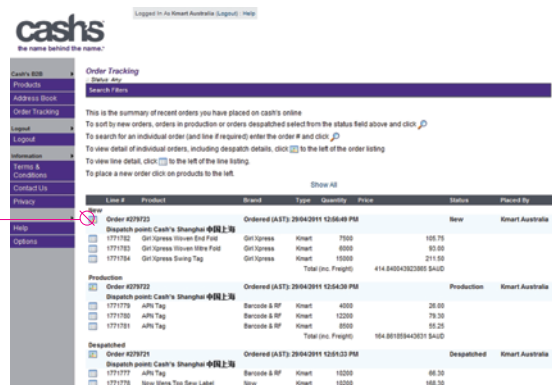 Logged In As Kmart Australia (Logout) Help
cash's
the name behind the name.™
Cash's B2B
Products
Address Book
Order Tracking
Logout
Logout
Information
Terms & Conditions
Contact Us
Privacy
Help
Options
Order Tracking
Status: Any
Search Filters
This is the summary of recent orders you have placed on cash's online
To sort by new orders, orders in production or orders despatched select from the status field above and click
To search for an individual order (and line if required) enter the order # and click
To view detail of individual orders, including despatch details, click to the left of the order listing
To view line detail, click to the left of the line listing.
To place a new order click on products to the left.
Show All
Line # Product Brand Type Quantity Price Status Placed By
New
Order #279723 Ordered (AST): 29/04/2011 12:56:49 PM New Kmart Australia
Dispatch point: Cash's Shanghai 中国上海
1771782 Girl Xpress Woven End Fold Girl Xpress Kmart 7500 105.75
1771783 Girl Xpress Woven Mitre Fold Girl Xpress Kmart 6000 93.00
1771784 Girl Xpress Swing Tag Girl Xpress Kmart 15000 211.50
Total (inc. Freight) 414.840043923865 $AUD
Production
Order #279722 Ordered (AST): 29/04/2011 12:54:30 PM Production Kmart Australia
Dispatch point: Cash's Shanghai 中国上海
1771779 APN Tag Barcode & RF Kmart 4000 26.00
1771780 APN Tag Barcode & RF Kmart 12200 79.30
1771781 APN Tag Barcode & RF Kmart 8500 55.25
Total (inc. Freight) 164.861859443631 $AUD
Despatched
Order #279721 Ordered (AST): 29/04/2011 12:51:33 PM Despatched Kmart Australia
Dispatch point: Cash's Shanghai 中国上海
1771777 APN Tag Barcode & RF Kmart 10200 66.30
1771778 Now Mens Top Sew Label Now Kmart 10200 168.30